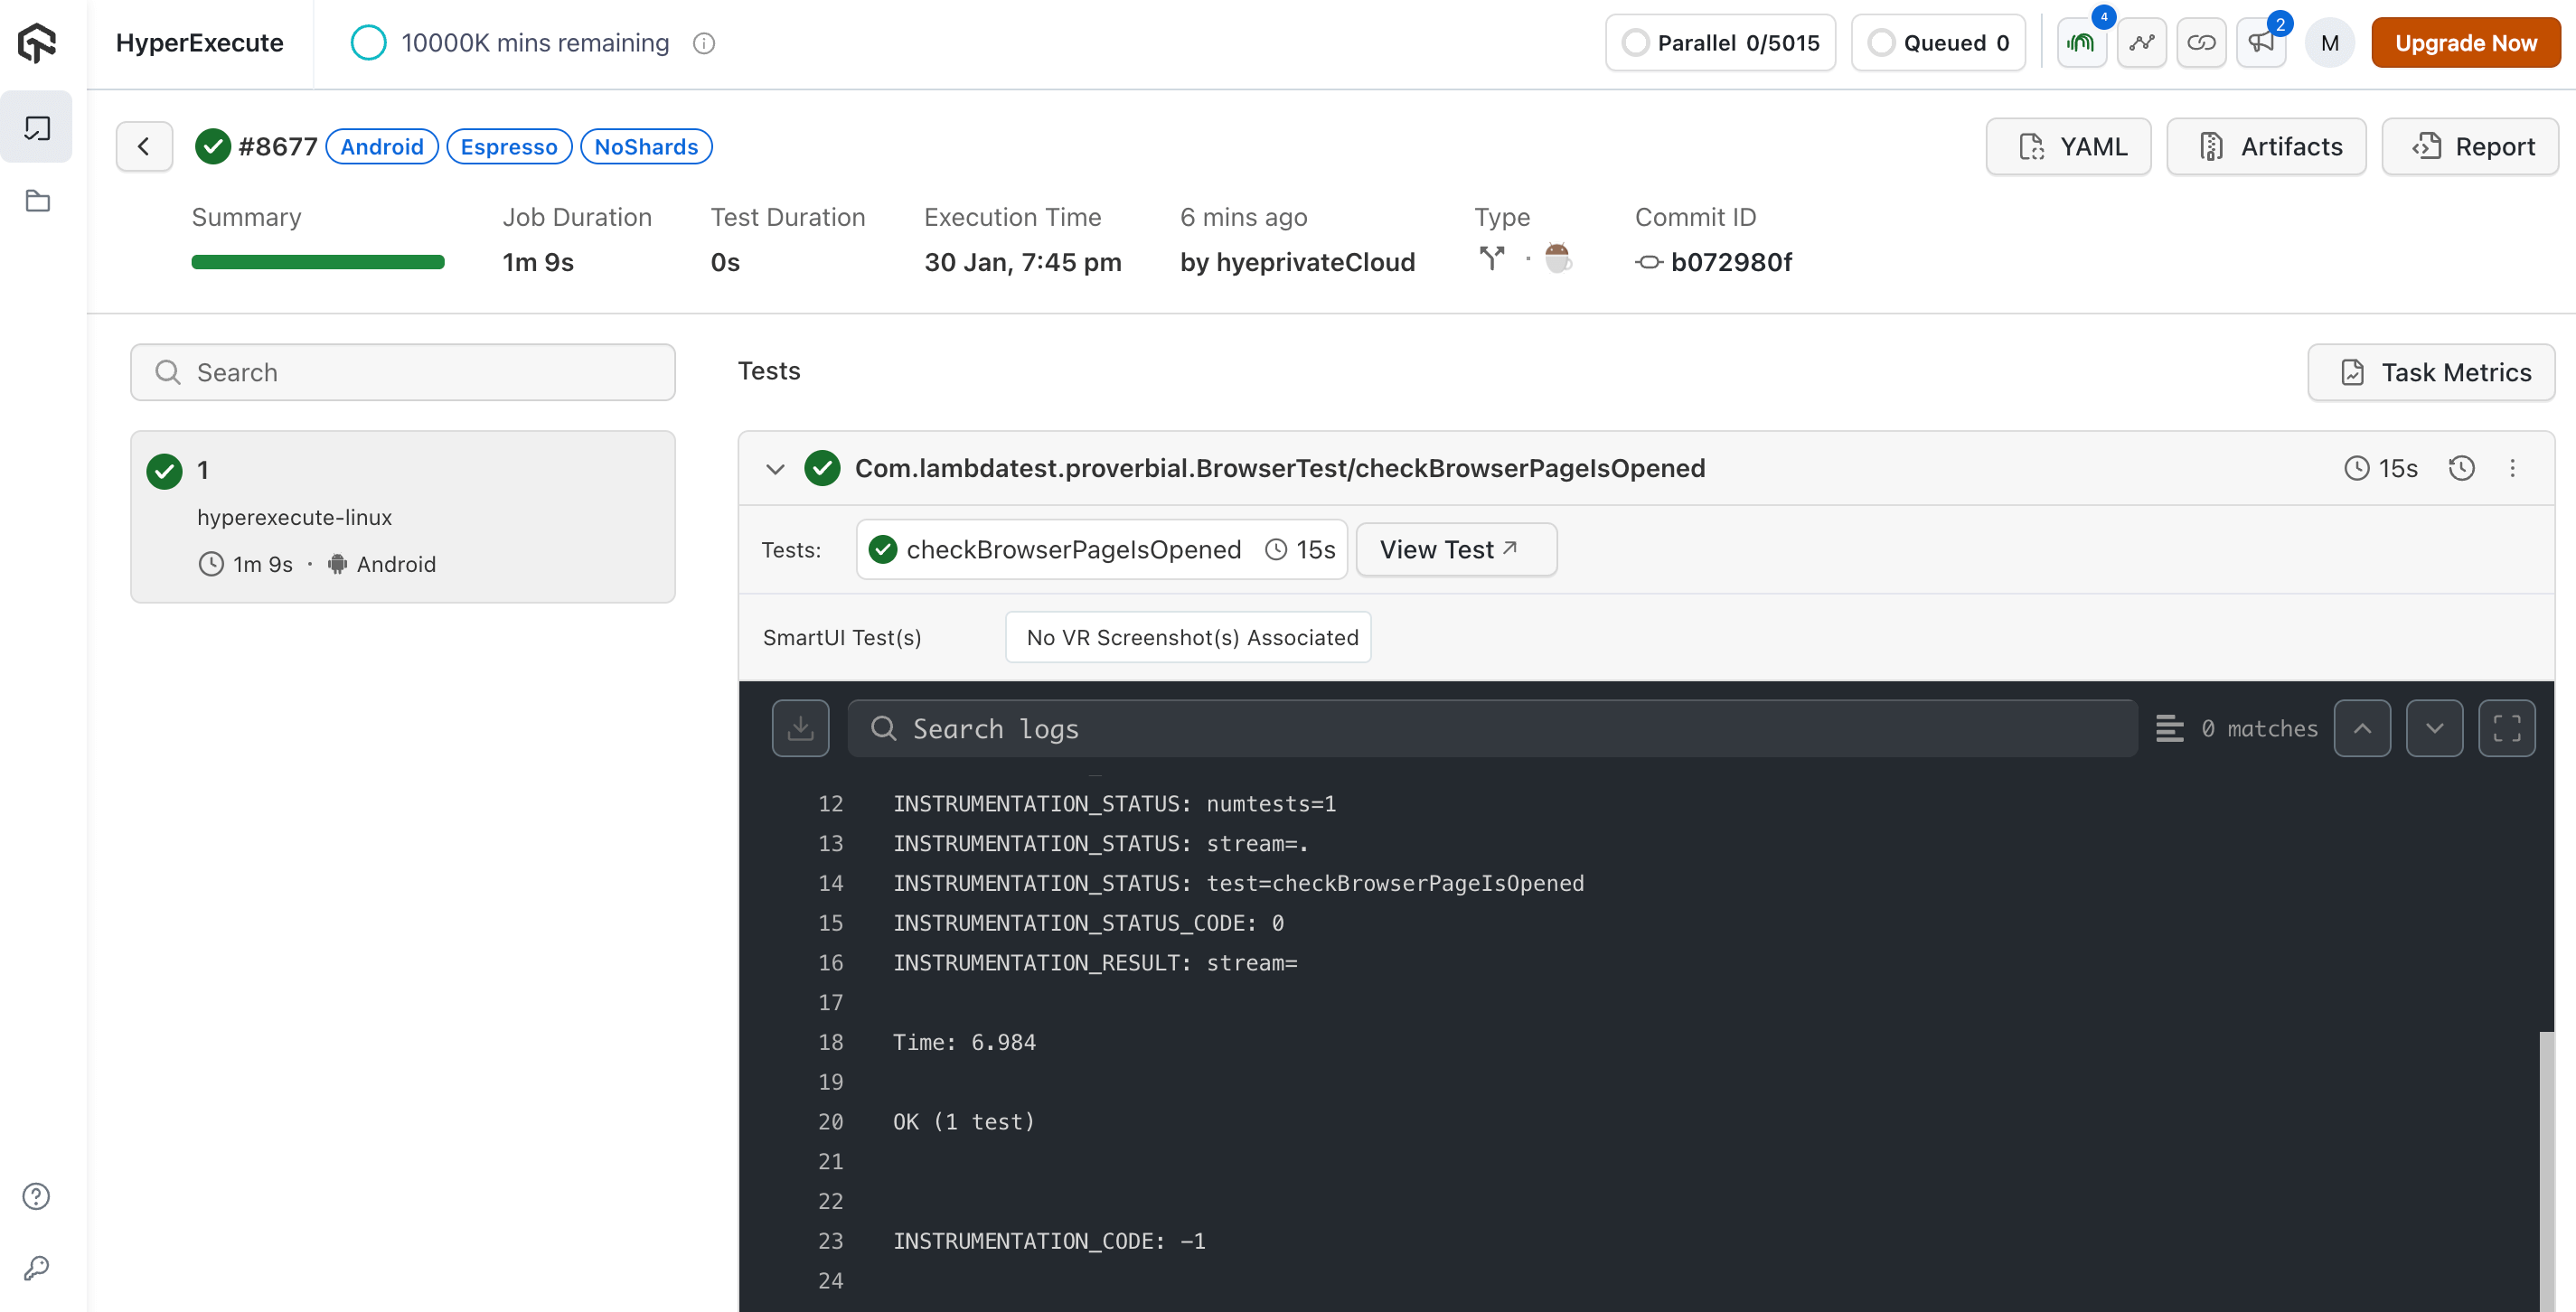 HyperExecute
10000K mins remaining
Parallel 0/5015
Queued 0
4
2
M
Upgrade Now
#8677
Android
Espresso
NoShards
YAML
Artifacts
Report
Summary
Job Duration
1m 9s
Test Duration
0s
Execution Time
30 Jan, 7:45 pm
6 mins ago
by hyeprivateCloud
Type
Commit ID
b072980f
Search
1
hyperexecute-linux
1m 9s · Android
Tests
Task Metrics
Com.lambdatest.proverbial.BrowserTest/checkBrowserPageIsOpened
15s
Tests:
checkBrowserPageIsOpened 15s
View Test
SmartUI Test(s)
No VR Screenshot(s) Associated
Search logs
0 matches
12 INSTRUMENTATION_STATUS: numtests=1
13 INSTRUMENTATION_STATUS: stream=.
14 INSTRUMENTATION_STATUS: test=checkBrowserPageIsOpened
15 INSTRUMENTATION_STATUS_CODE: 0
16 INSTRUMENTATION_RESULT: stream=
17
18 Time: 6.984
19
20 OK (1 test)
21
22
23 INSTRUMENTATION_CODE: -1
24